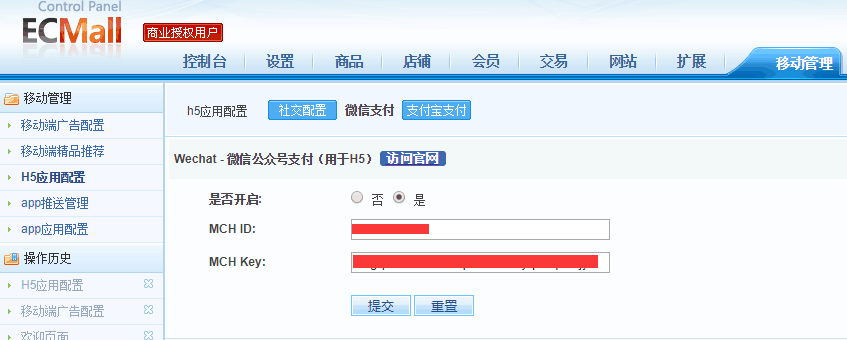 Control Panel
ECMall 商业授权用户
控制台 设置 商品 店铺 会员 交易 网站 扩展 移动管理
移动管理
移动端广告配置
移动端精品推荐
H5应用配置
app推送管理
app应用配置
操作历史
H5应用配置
移动端广告配置
欢迎页面
h5应用配置 社交配置 微信支付 支付宝支付
Wechat - 微信公众号支付（用于H5） 访问官网
是否开启: 否 是
MCH ID:
MCH Key:
提交 重置